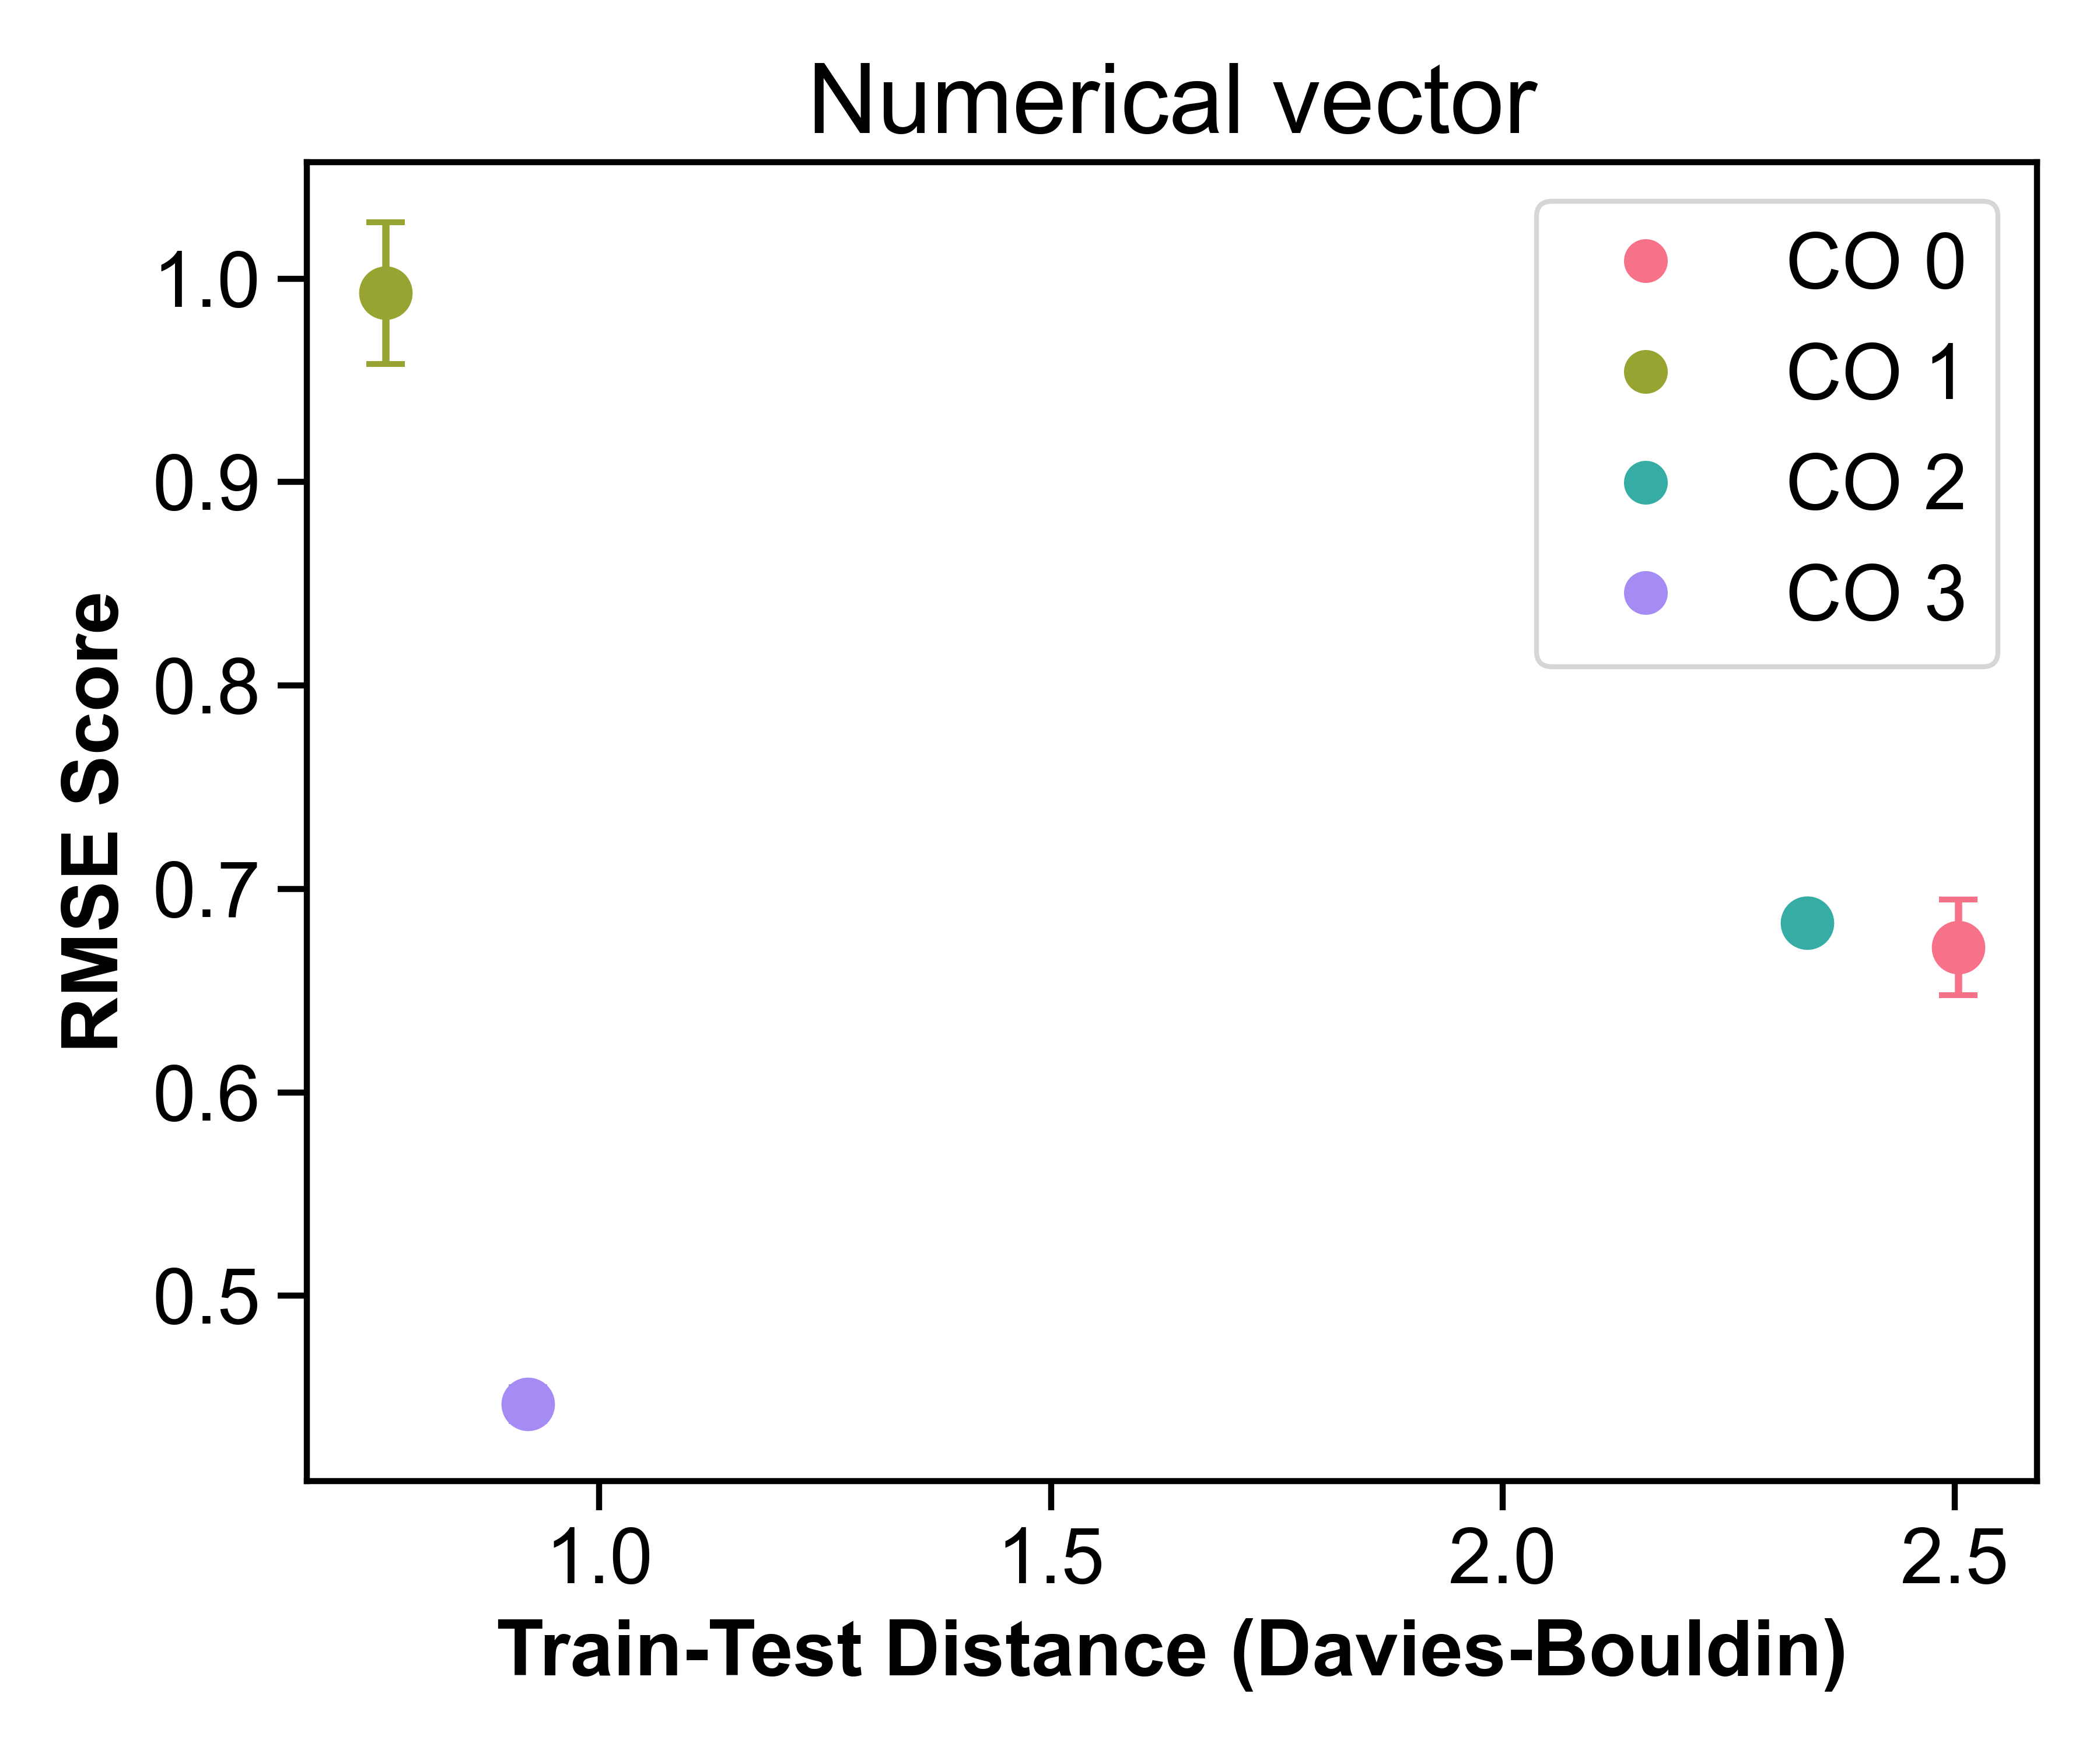 Numerical vector
CO 0
CO 1
CO 2
CO 3
1.0
0.9
0.8
0.7
0.6
0.5
RMSE Score
1.0
1.5
2.0
2.5
Train-Test Distance (Davies-Bouldin)